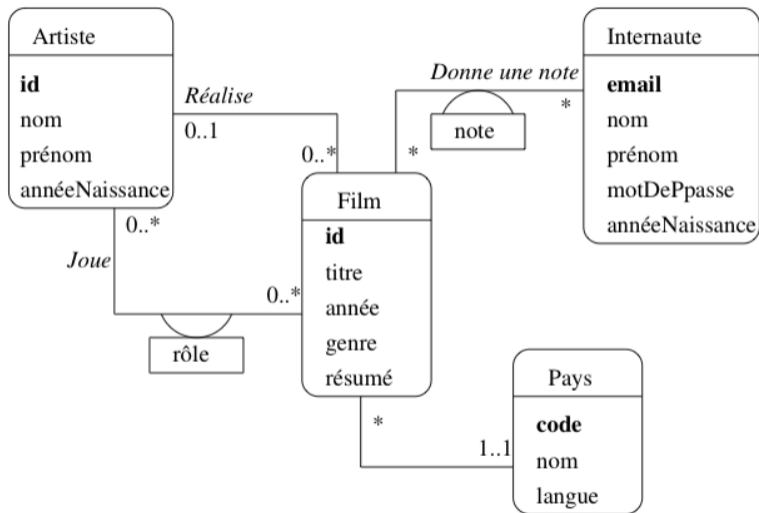 Artiste
id
nom
prénom
annéeNaissance
Réalise
0..1
0..*
Joue
0..*
0..*
rôle
Film
id
titre
année
genre
résumé
*
Donne une note
*
*
note
Internaute
email
nom
prénom
motDePpasse
annéeNaissance
1..1
Pays
code
nom
langue